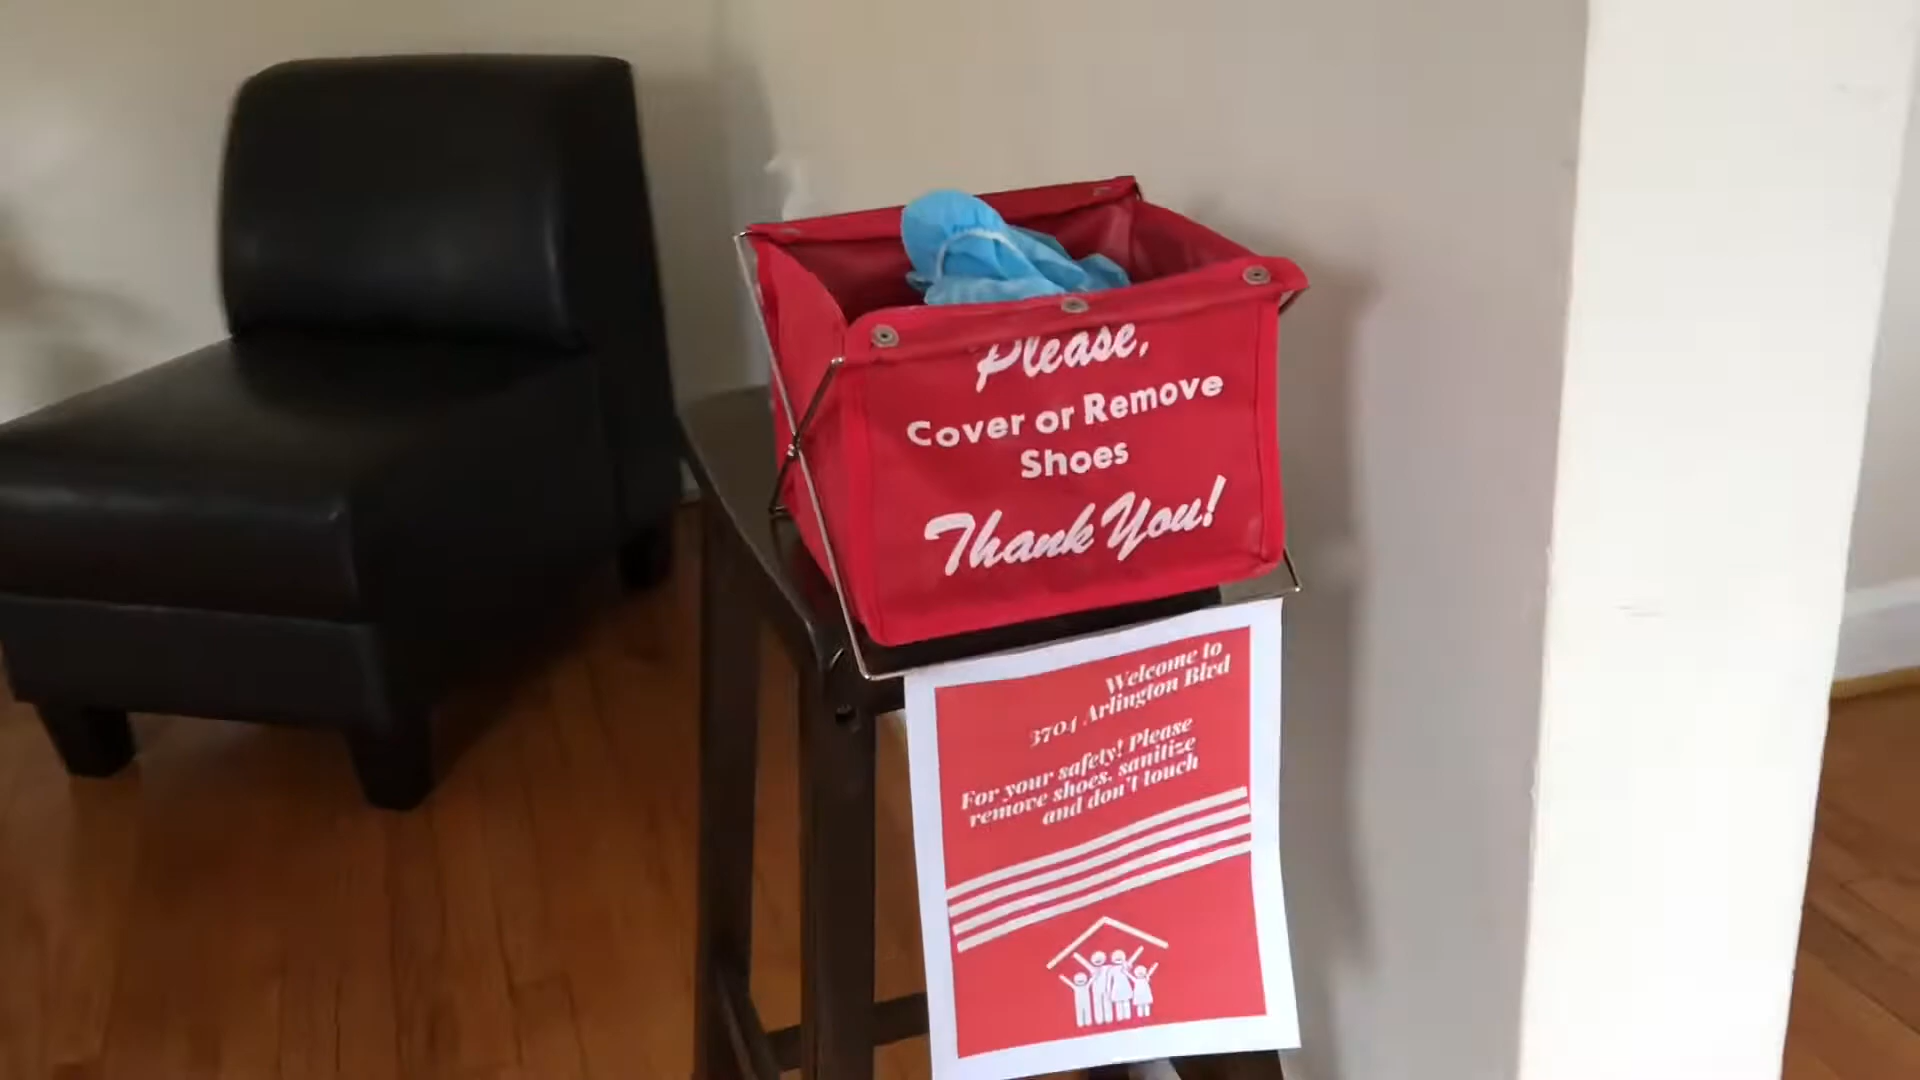 Please,
Cover or Remove
Shoes
Thank You!
Welcome to
3704 Arlington Blvd
For your safety! Please
remove shoes, sanitize
and don't touch